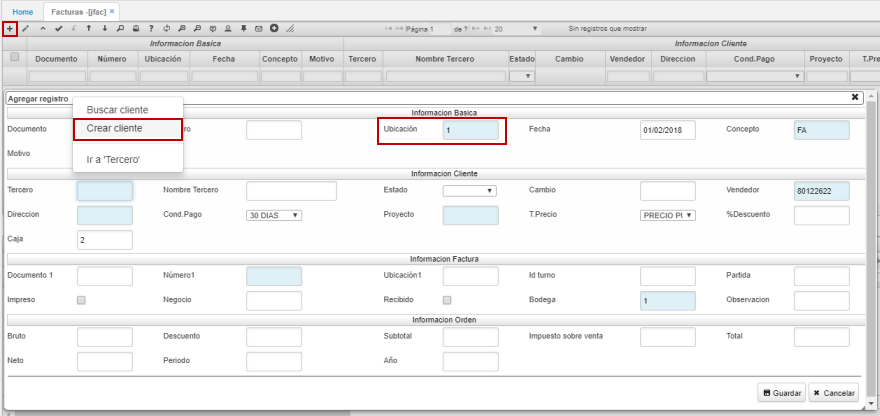 Home Facturas -[jfac] ×
Página 1 de ? 20 Sin registros que mostrar
Informacion Basica Informacion Cliente
Documento Número Ubicación Fecha Concepto Motivo Tercero Nombre Tercero Estado Cambio Vendedor Direccion Cond.Pago Proyecto T.Pre
Agregar registro
Buscar cliente
Crear cliente
Ir a 'Tercero'
Informacion Basica
Documento ro Ubicación 1 Fecha 01/02/2018 Concepto FA
Motivo
Informacion Cliente
Tercero Nombre Tercero Estado Cambio Vendedor 80122622
Direccion Cond.Pago 30 DIAS Proyecto T.Precio PRECIO PU %Descuento
Caja 2
Informacion Factura
Documento 1 Número1 Ubicación1 Id turno Partida
Impreso Negocio Recibido Bodega 1 Observacion
Informacion Orden
Bruto Descuento Subtotal Impuesto sobre venta Total
Neto Periodo Año
Guardar Cancelar